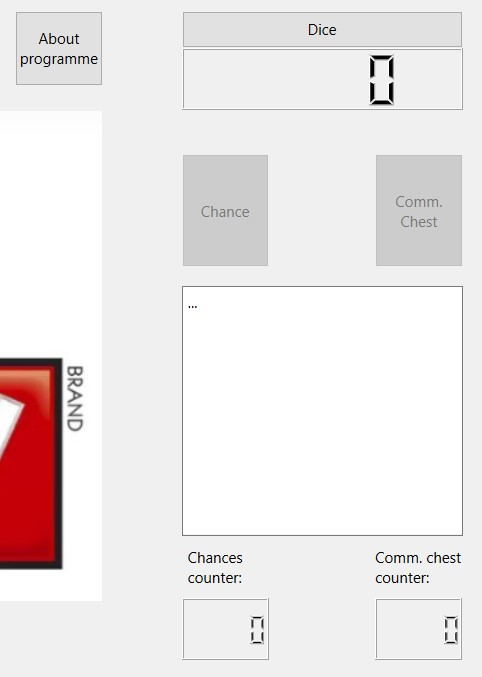 About
programme
Dice
0
Chance
Comm.
Chest
...
BRAND
Chances
counter:
Comm. chest
counter:
0
0